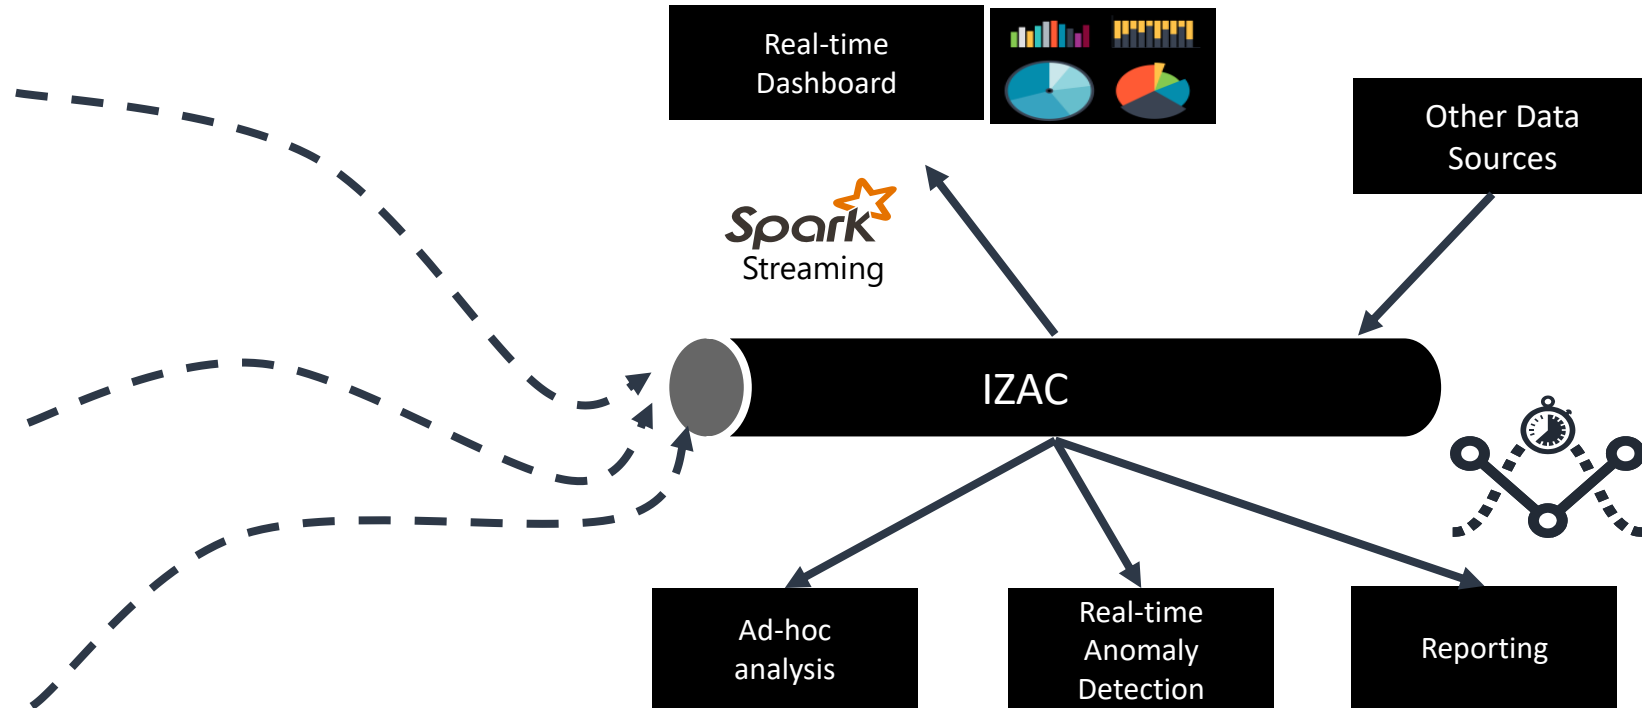 Real-time
Dashboard
Other Data
Sources
Spark
Streaming
IZAC
Ad-hoc
analysis
Real-time
Anomaly
Detection
Reporting